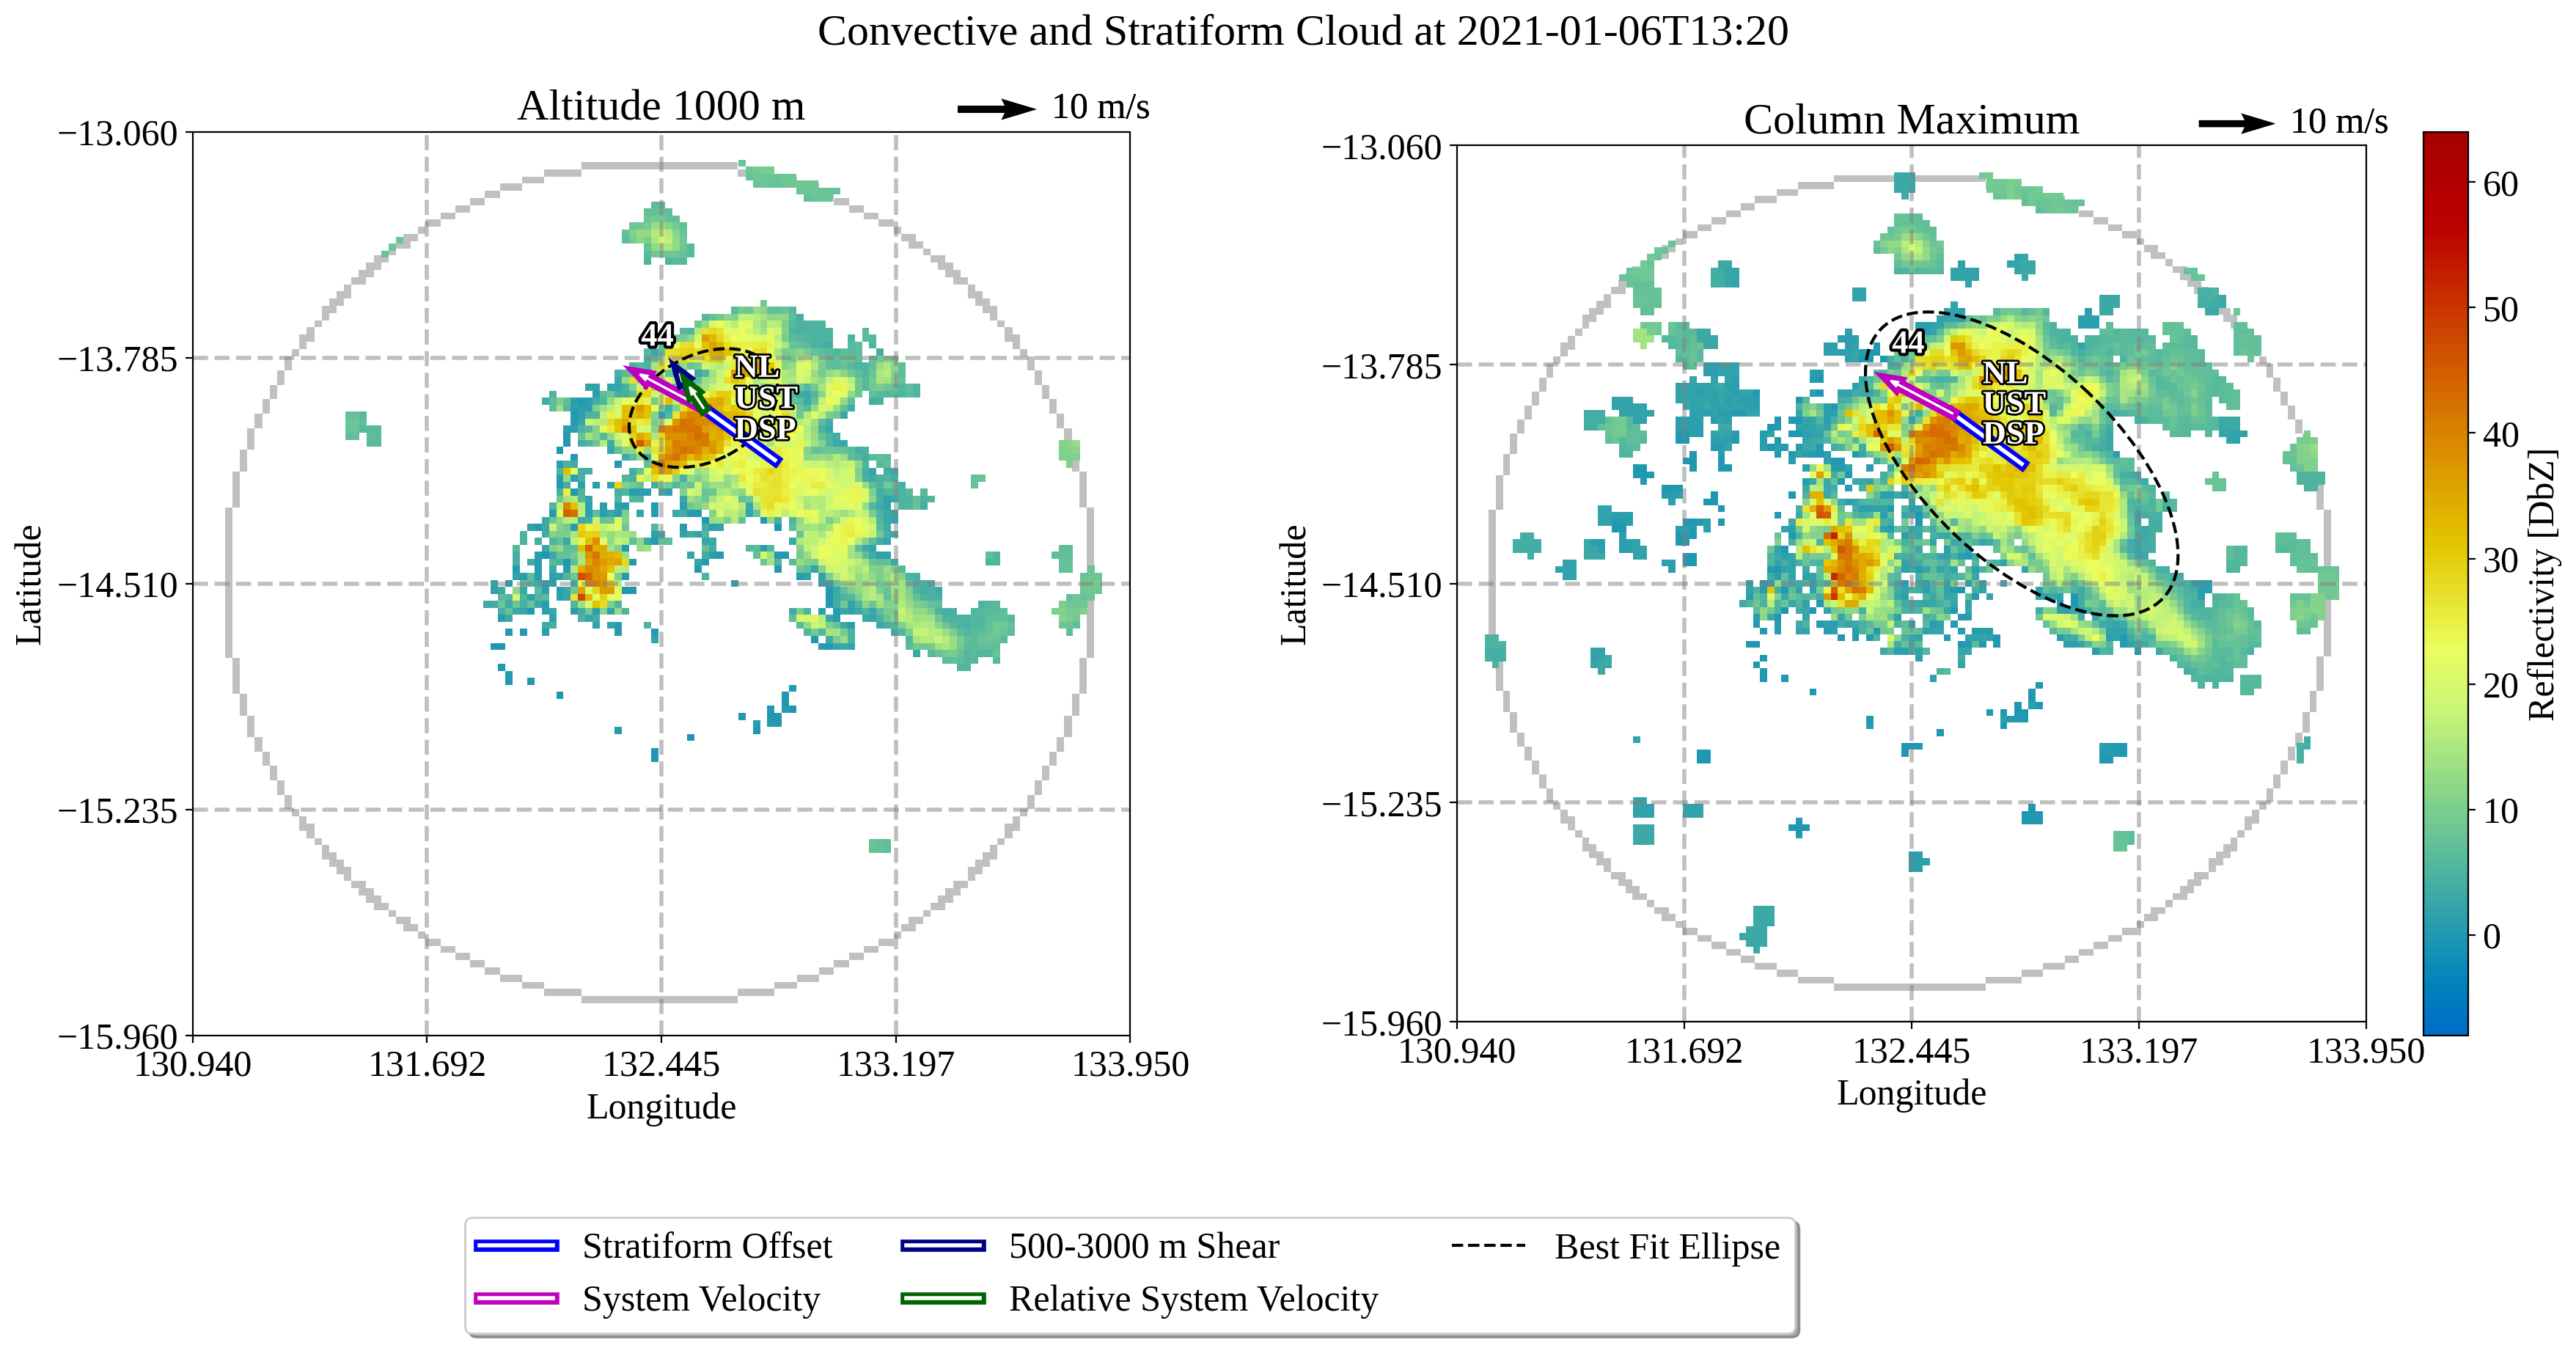 Convective and Stratiform Cloud at 2021-01-06T13:20
Altitude 1000 m
10 m/s
−13.060
−13.785
−14.510
−15.235
−15.960
Latitude
44
NL
UST
DSP
130.940 131.692 132.445 133.197 133.950
Longitude
Column Maximum
10 m/s
−13.060
−13.785
−14.510
−15.235
−15.960
Latitude
44
NL
UST
DSP
130.940 131.692 132.445 133.197 133.950
Longitude
60
50
40
30
20
10
0
Reflectivity [DbZ]
Stratiform Offset
System Velocity
500-3000 m Shear
Relative System Velocity
Best Fit Ellipse